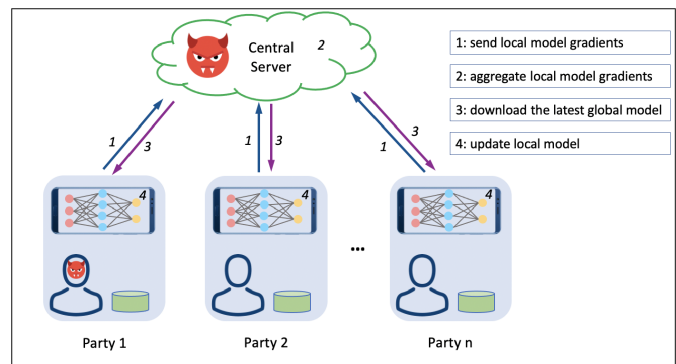 Central 2
Server
1: send local model gradients
2: aggregate local model gradients
3: download the latest global model
4: update local model
1 3
1 3
1 3
4
4
4
...
Party 1
Party 2
Party n